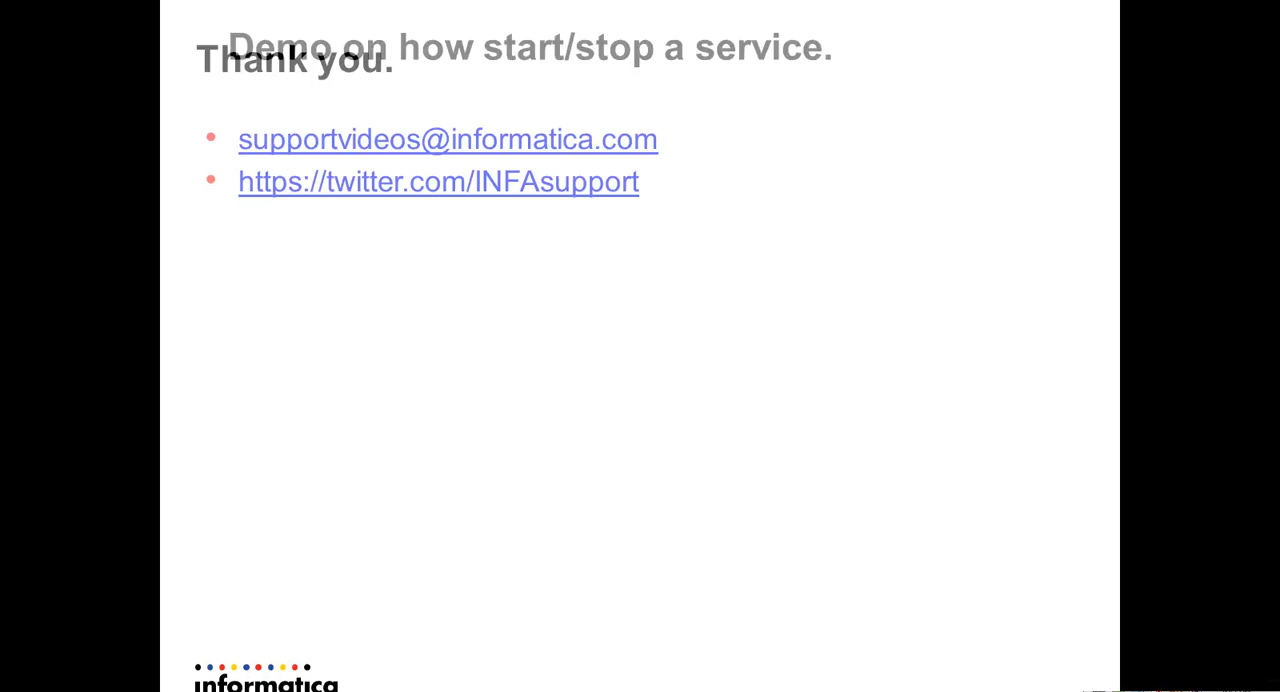 Demo on how start/stop a service.
Thank you.
supportvideos@informatica.com
https://twitter.com/INFAsupport
informatica